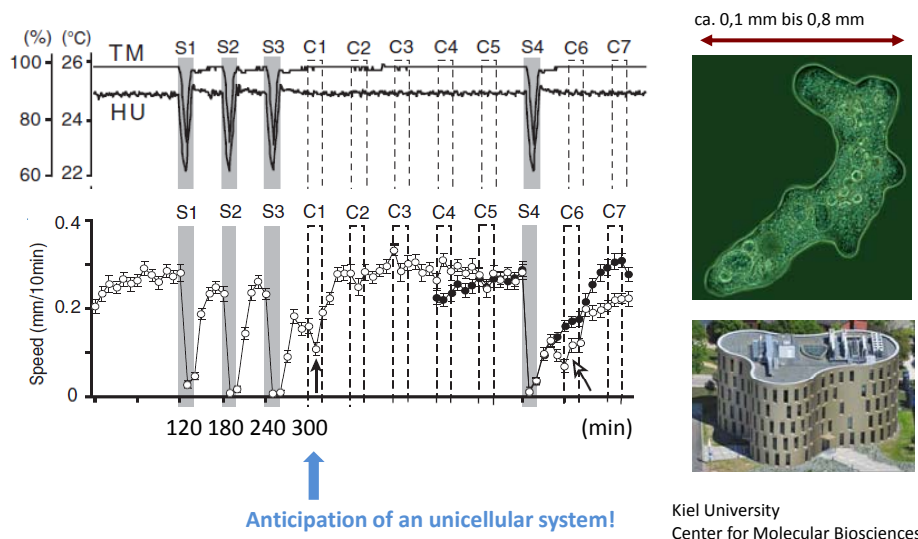 ca. 0,1 mm bis 0,8 mm
(%) (°C) TM S1 S2 S3 C1 C2 C3 C4 C5 S4 C6 C7
100 26
HU
80 24
60 22
S1 S2 S3 C1 C2 C3 C4 C5 S4 C6 C7
0.4
Speed (mm/10min)
0.2
0
120 180 240 300 (min)
Anticipation of an unicellular system!
Kiel University
Center for Molecular Biosciences